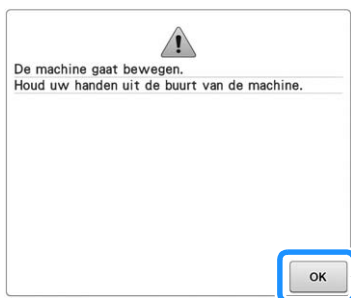 De machine gaat bewegen.
Houd uw handen uit de buurt van de machine.
OK